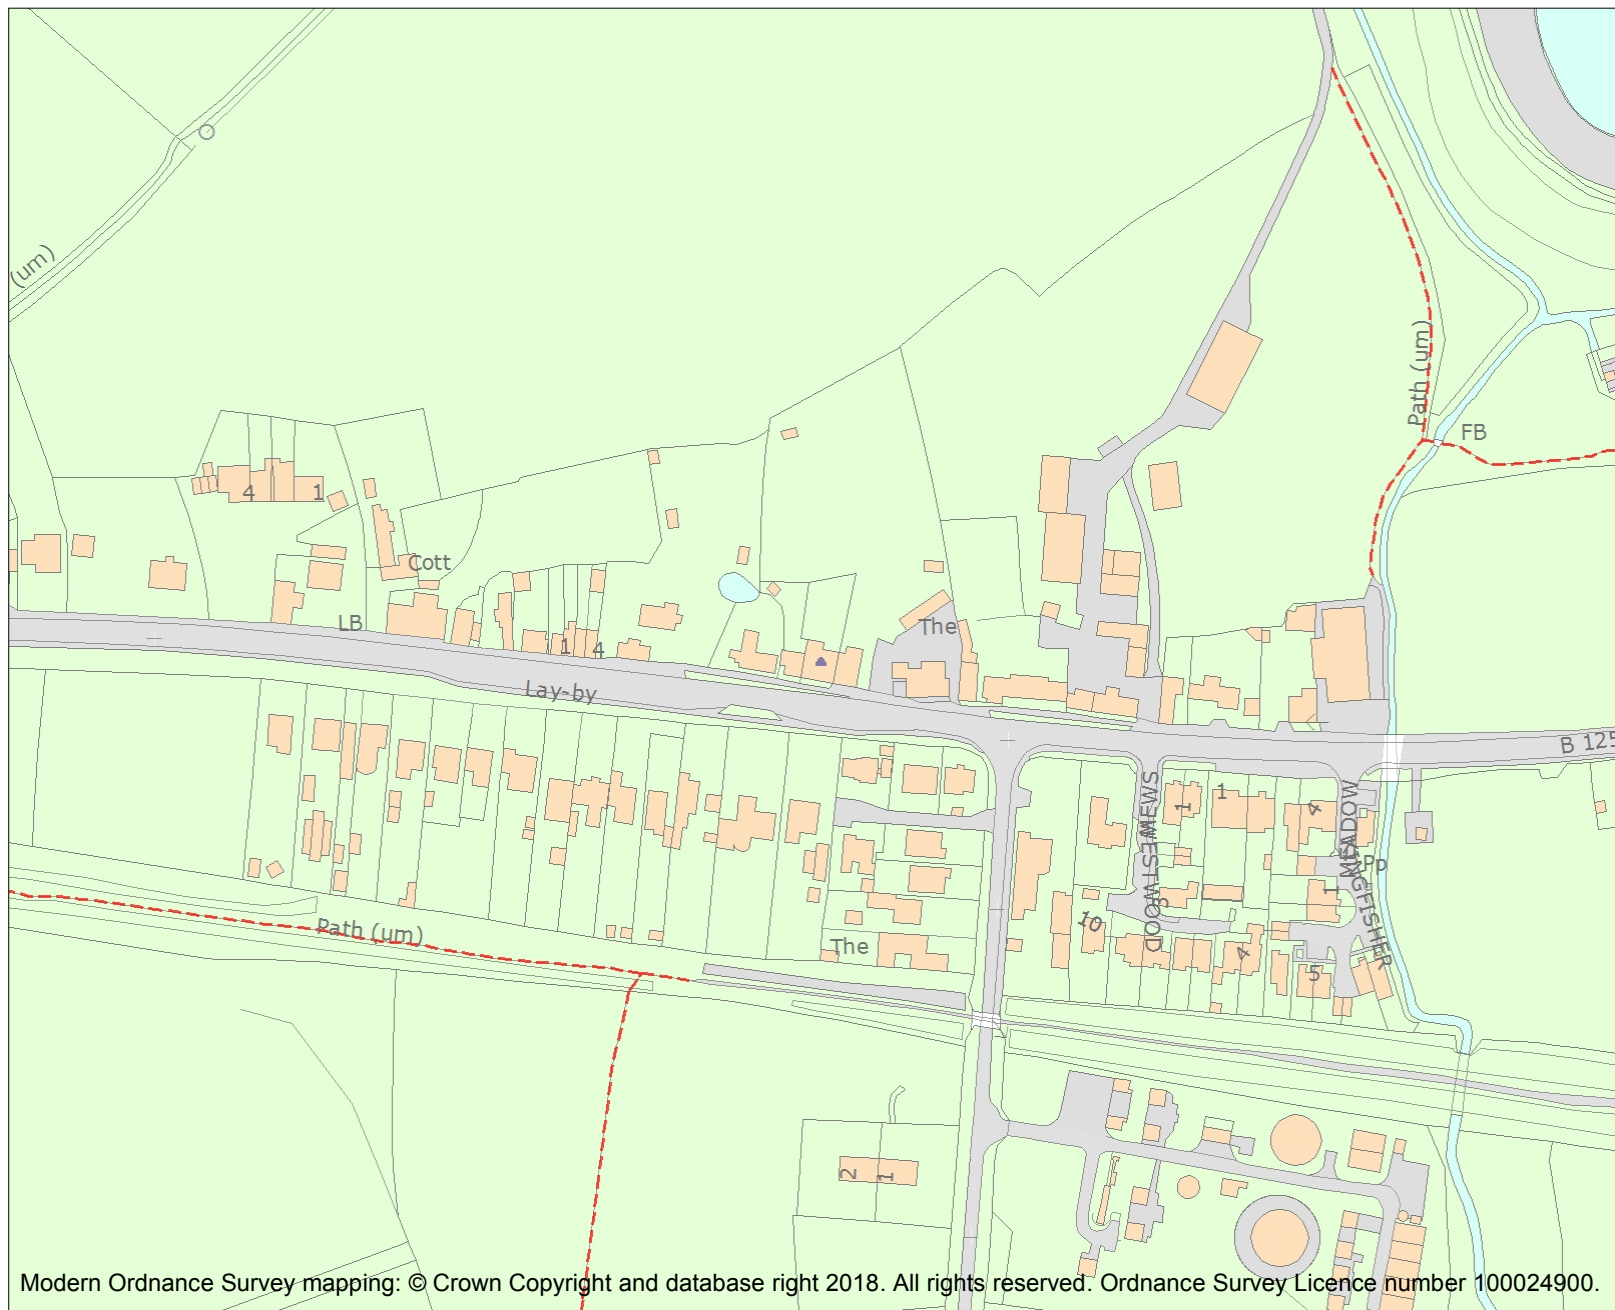 (um)
Path (um)
FB
4
1
Cott
LB
The
1
4
Lay-by
B 125
1
1
4
MEADOW
Pp
1
10
WESTWOOD
3
KINGFISHER
4
5
Path (um)
The
2
1
Modern Ordnance Survey mapping: © Crown Copyright and database right 2018. All rights reserved. Ordnance Survey Licence number 100024900.